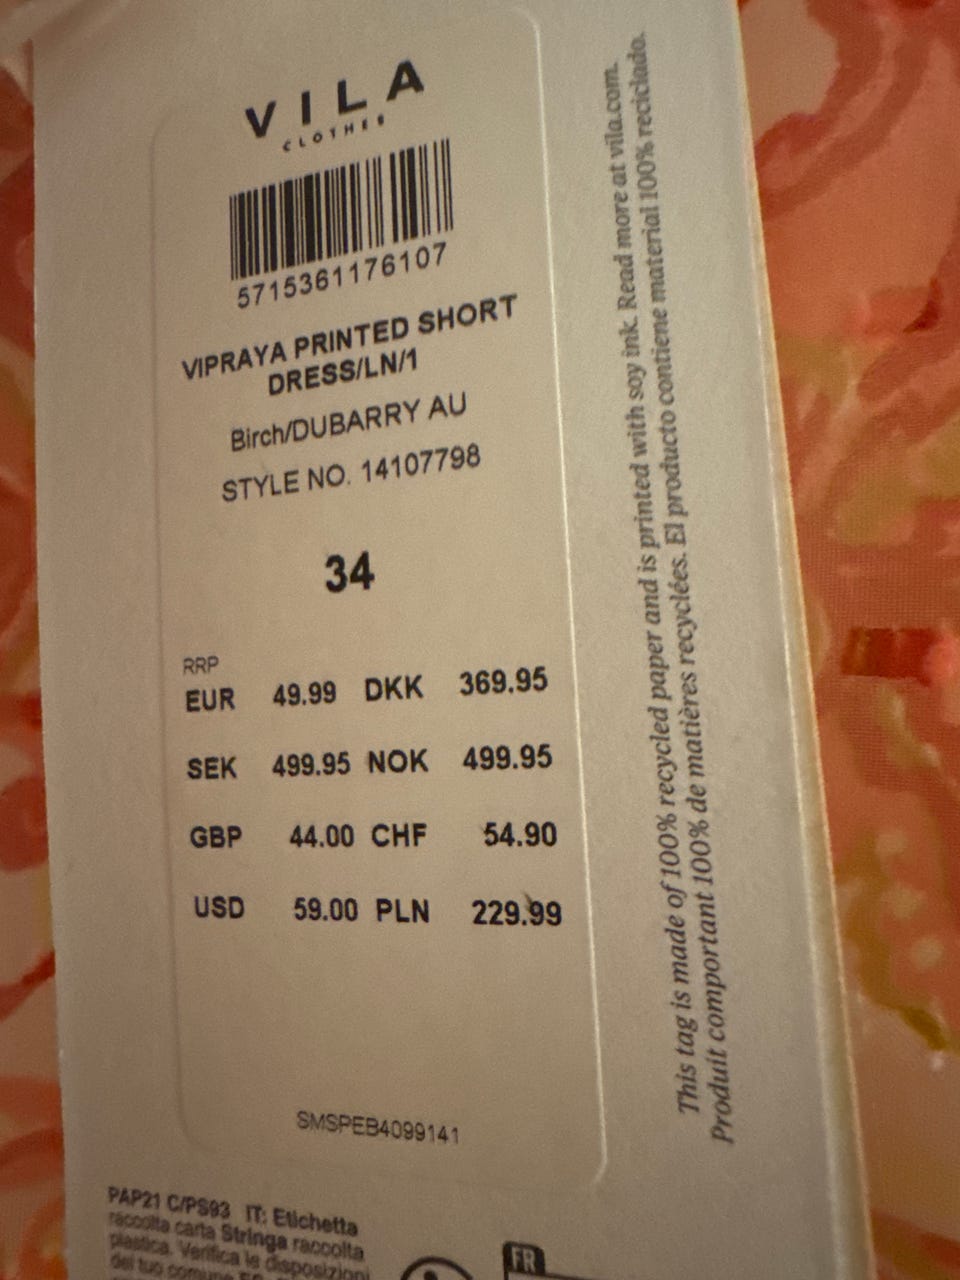 VILA
CLOTHES
5715361176107
VIPRAYA PRINTED SHORT
DRESS/LN/1
Birch/DUBARRY AU
STYLE NO. 14107798
34
RRP
EUR 49.99 DKK 369.95
SEK 499.95 NOK 499.95
GBP 44.00 CHF 54.90
USD 59.00 PLN 229.99
SMSPEB4099141
This tag is made of 100% recycled paper and is printed with soy ink. Read more at vila.com.
Produit comportant 100% de matières recyclées. El producto contiene material 100% reciclado.
PAP21 C/PS93 IT: Etichetta
raccolta carta Stringa raccolta
plastica. Verifica le disposizioni
del tuo comune
FR